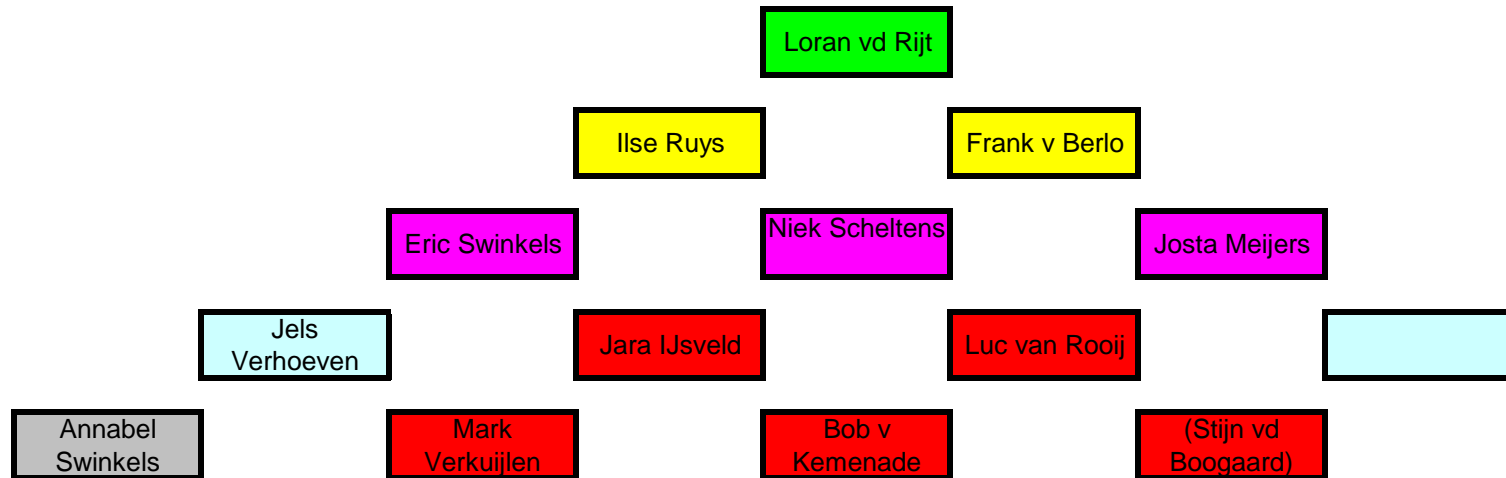 Loran vd Rijt
Ilse Ruys
Frank v Berlo
Eric Swinkels
Niek Scheltens
Josta Meijers
Jels
Verhoeven
Jara IJsveld
Luc van Rooij
Annabel
Swinkels
Mark
Verkuijlen
Bob v
Kemenade
(Stijn vd
Boogaard)